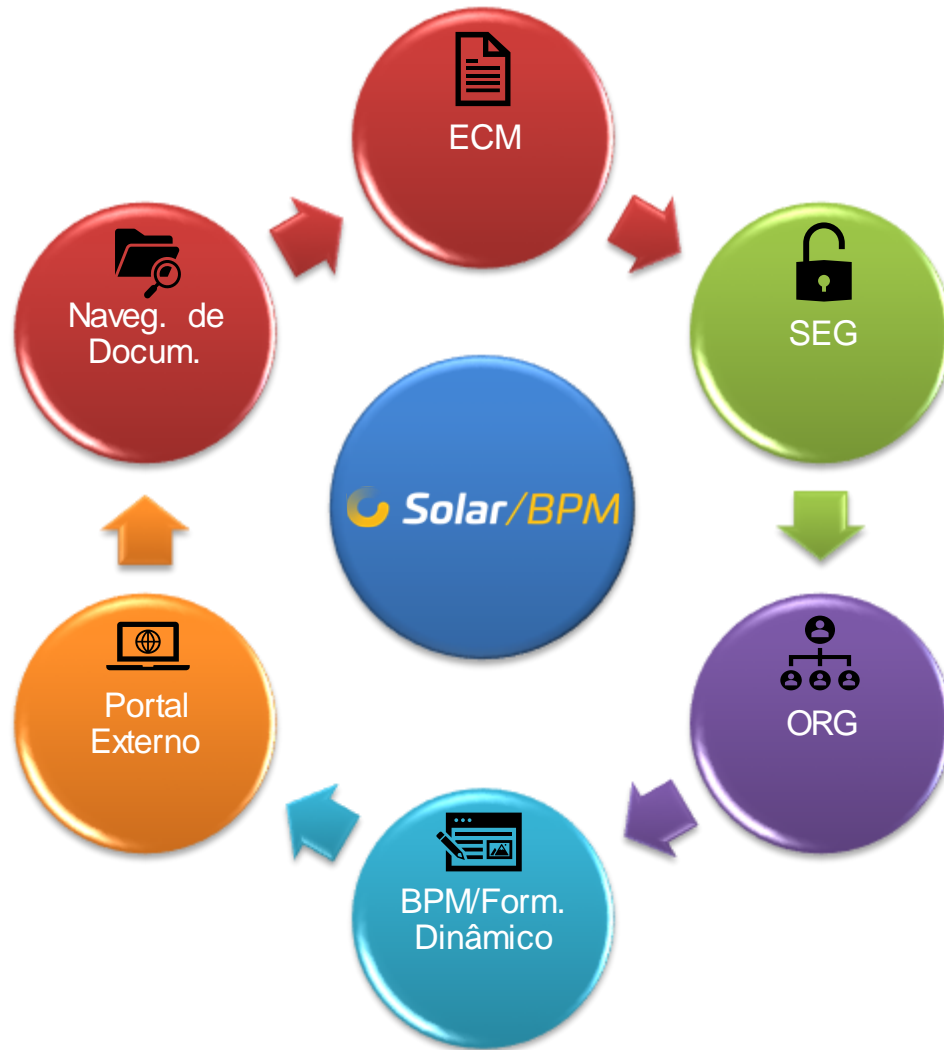 ECM
SEG
ORG
BPM/Form.
Dinâmico
Portal
Externo
Naveg. de
Docum.
Solar/BPM